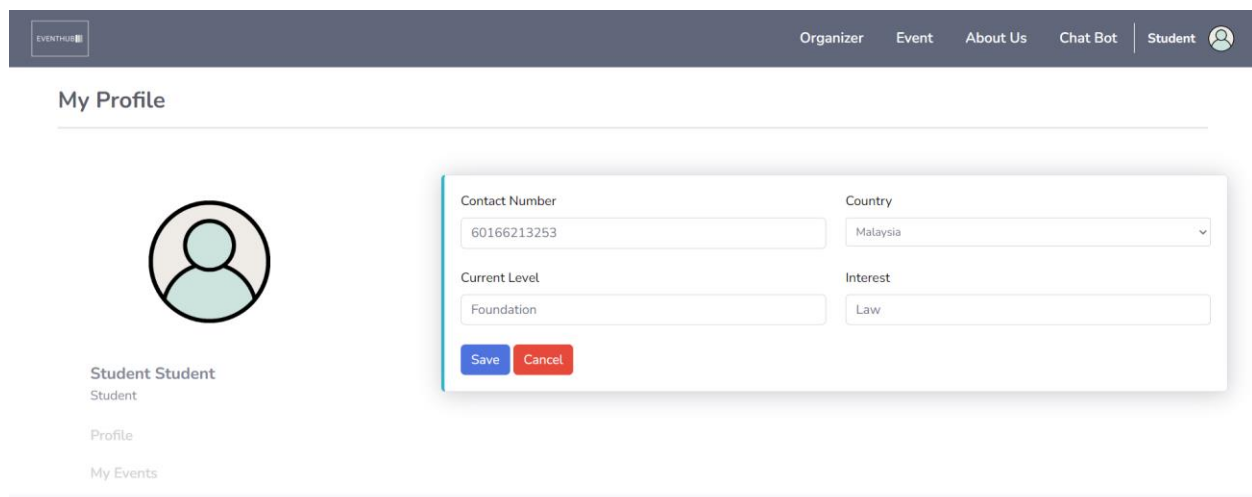 EVENTHUB
Organizer Event About Us Chat Bot Student
My Profile
Contact Number Country
60166213253 Malaysia
Current Level Interest
Foundation Law
Save Cancel
Student Student
Student
Profile
My Events